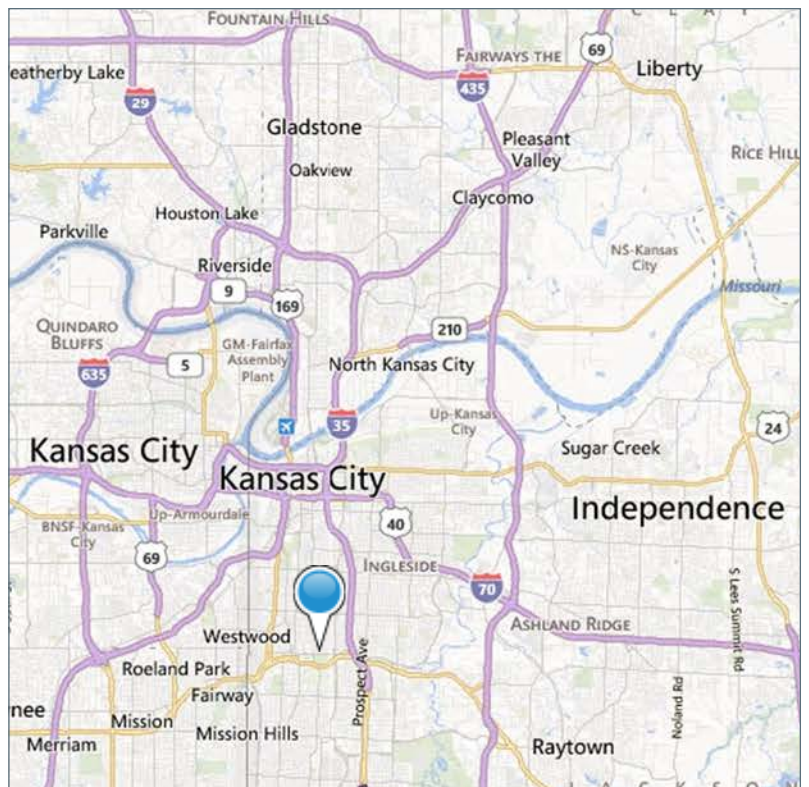 C L A Y
FOUNTAIN HILLS
FAIRWAYS THE
69
Liberty
eatherby Lake
435
29
Gladstone
Pleasant
Valley
RICE HILL
Oakview
Claycomo
Houston Lake
Parkville
NS-Kansas
City
Riverside
9
169
Missouri
QUINDARO
BLUFFS
GM-Fairfax
Assembly
Plant
210
5
North Kansas City
635
35
Up-Kansas
City
24
Kansas City
Sugar Creek
Kansas City
Independence
Up-Armourdale
BNSF-Kansas
City
40
69
INGLESIDE
70
S Lees Summit Rd
ASHLAND RIDGE
Westwood
Roeland Park
Prospect Ave
Noland Rd
Fairway
nee
Mission
Mission Hills
Merriam
Raytown
J A C K S O N